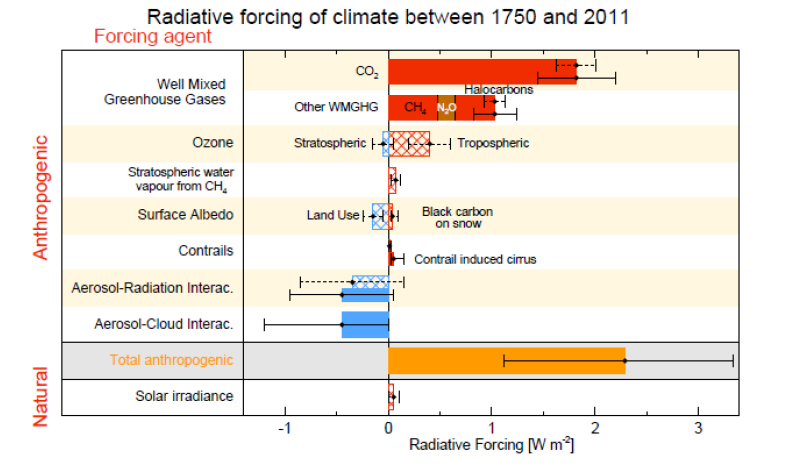 Radiative forcing of climate between 1750 and 2011
Forcing agent
Anthropogenic
Natural
Well Mixed
Greenhouse Gases
CO₂
Other WMGHG
CH₄
N₂O
Halocarbons
Ozone
Stratospheric
Tropospheric
Stratospheric water
vapour from CH₄
Surface Albedo
Land Use
Black carbon
on snow
Contrails
Contrail induced cirrus
Aerosol-Radiation Interac.
Aerosol-Cloud Interac.
Total anthropogenic
Solar irradiance
-1 0 1 2 3
Radiative Forcing [W m⁻²]